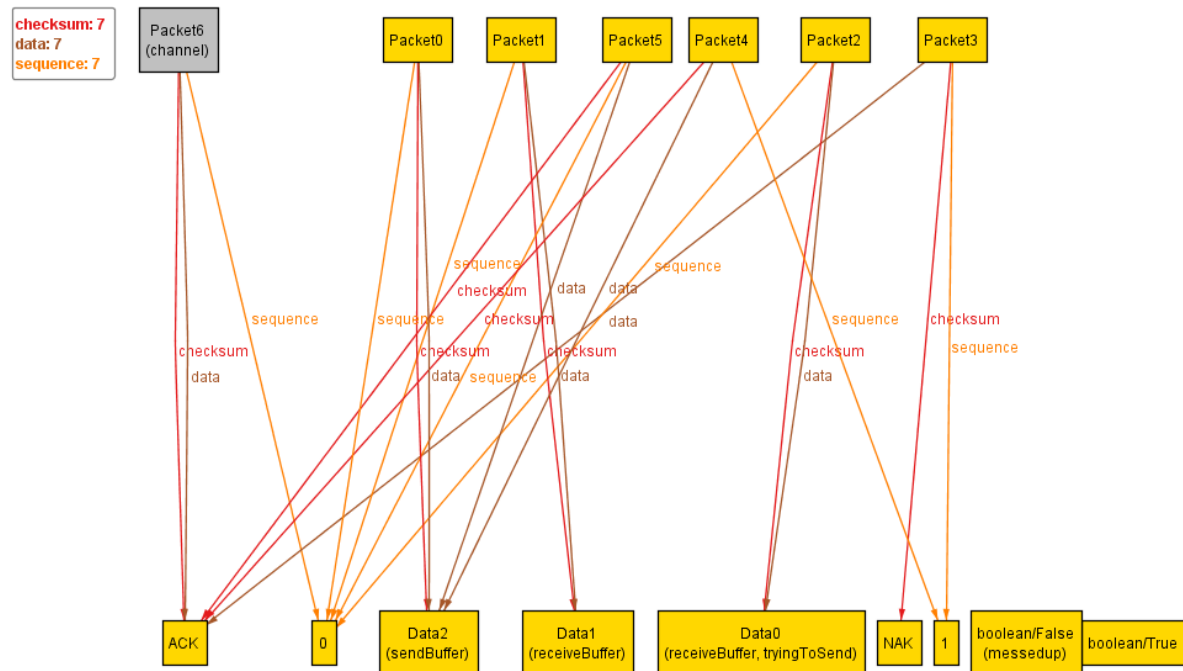 checksum: 7
data: 7
sequence: 7
Packet6
(channel)
Packet0
Packet1
Packet5
Packet4
Packet2
Packet3
sequence
sequence
data
data
checksum
sequence
sequence
checksum
data
sequence
checksum
checksum
sequence
checksum
checksum
checksum
sequence
data
data
sequence
data
data
ACK
0
Data2
(sendBuffer)
Data1
(receiveBuffer)
Data0
(receiveBuffer, tryingToSend)
NAK
1
boolean/False
(messedup)
boolean/True